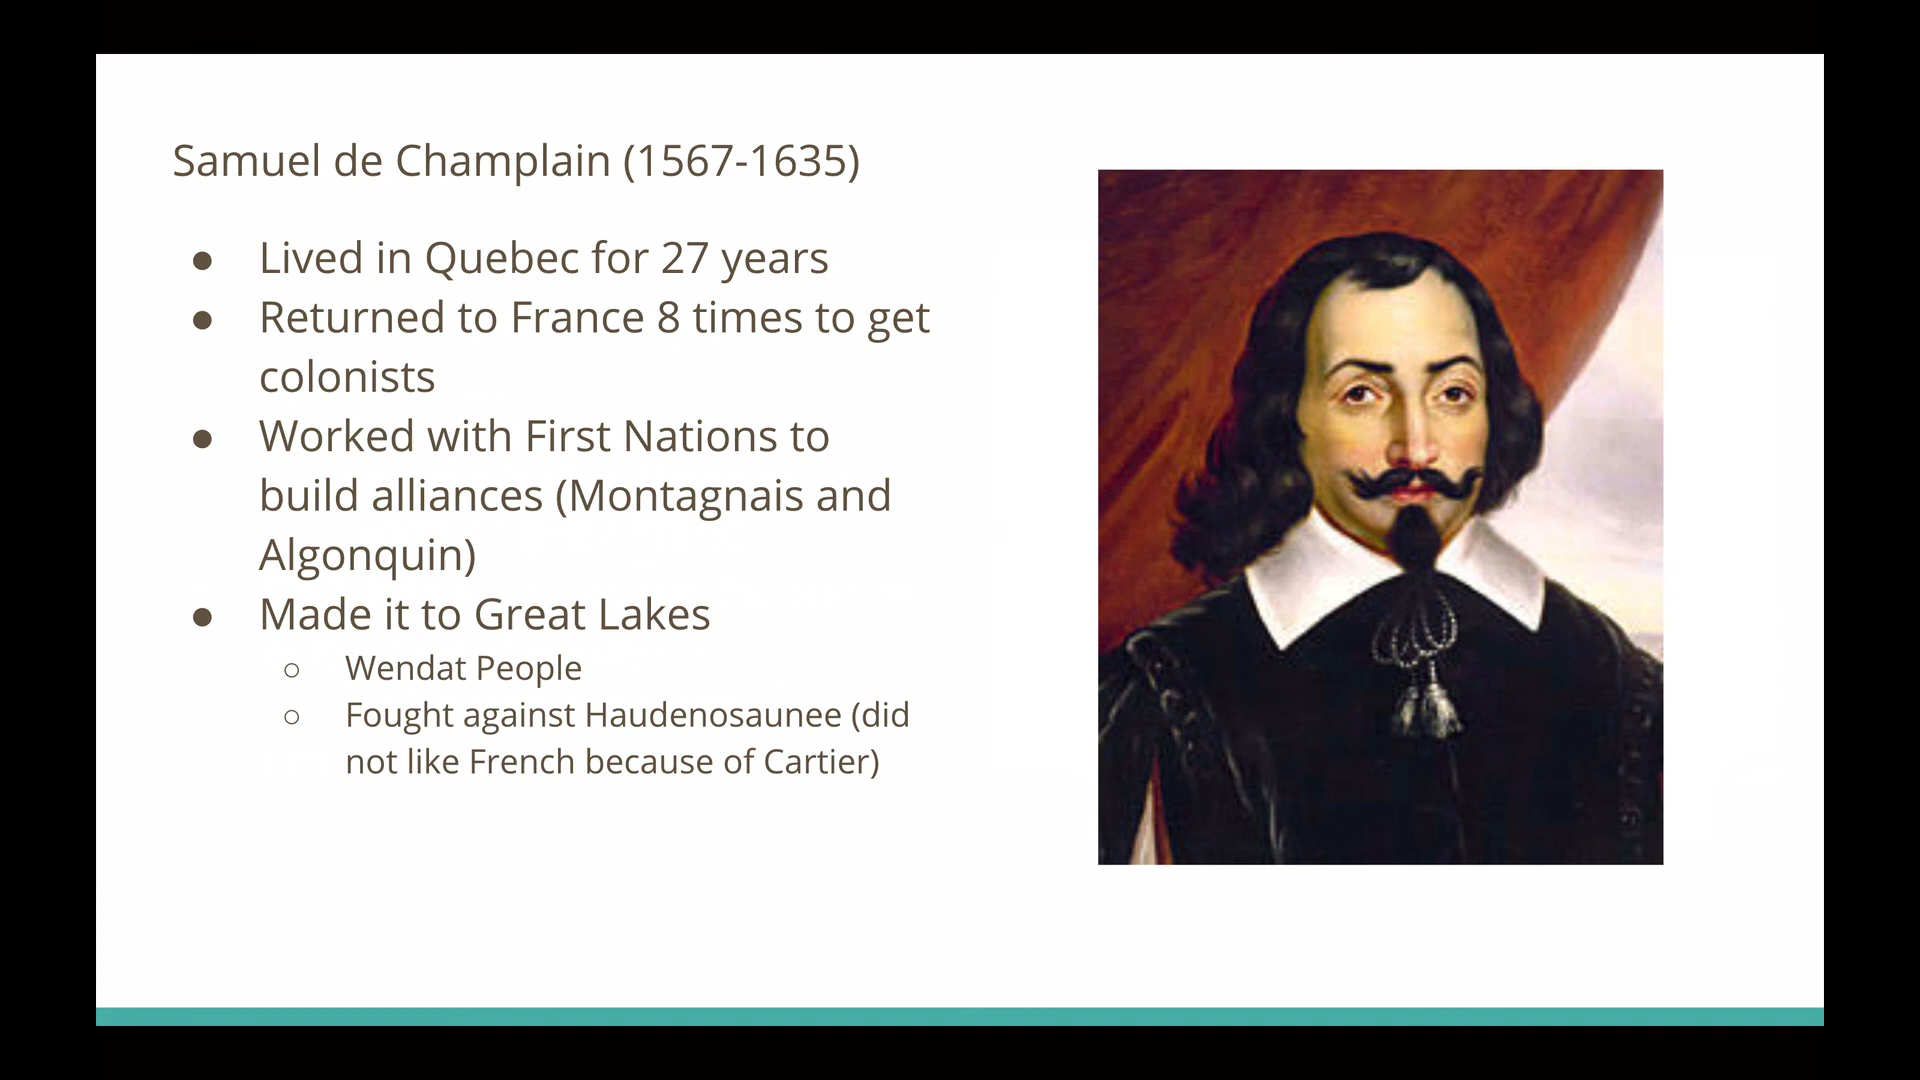 Samuel de Champlain (1567-1635)
● Lived in Quebec for 27 years
● Returned to France 8 times to get
colonists
● Worked with First Nations to
build alliances (Montagnais and
Algonquin)
● Made it to Great Lakes
○ Wendat People
○ Fought against Haudenosaunee (did
not like French because of Cartier)